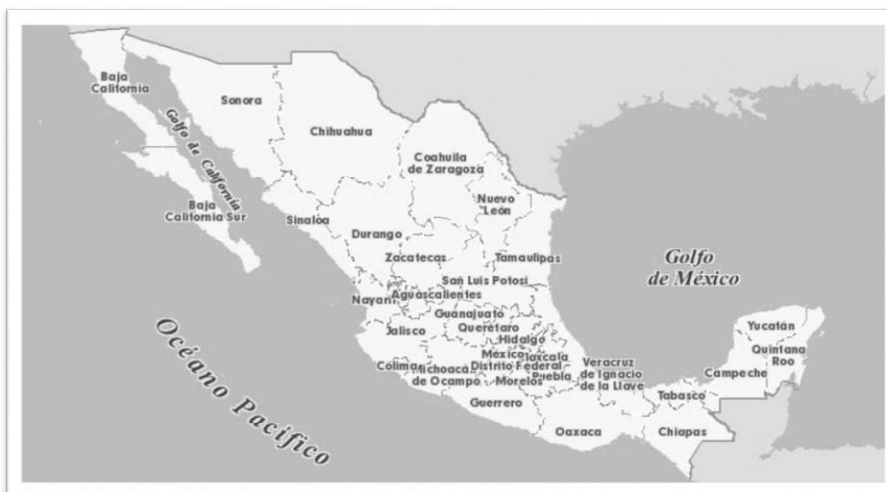 Baja
California
Sonora
Chihuahua
Golfo de California
Coahuila
de Zaragoza
Nuevo
León
Baja
California Sur
Sinaloa
Durango
Zacatecas
Tamaulipas
Golfo
de México
San Luis Potosí
Nayarit
Aguascalientes
Guanajuato
Querétaro
Hidalgo
Jalisco
Yucatán
Quintana
Roo
México
Tlaxcala
Distrito Federal
Puebla
Morelos
Veracruz
de Ignacio
de la Llave
Campeche
Colima
Michoacán
de Ocampo
Tabasco
Guerrero
Oaxaca
Chiapas
Océano Pacífico